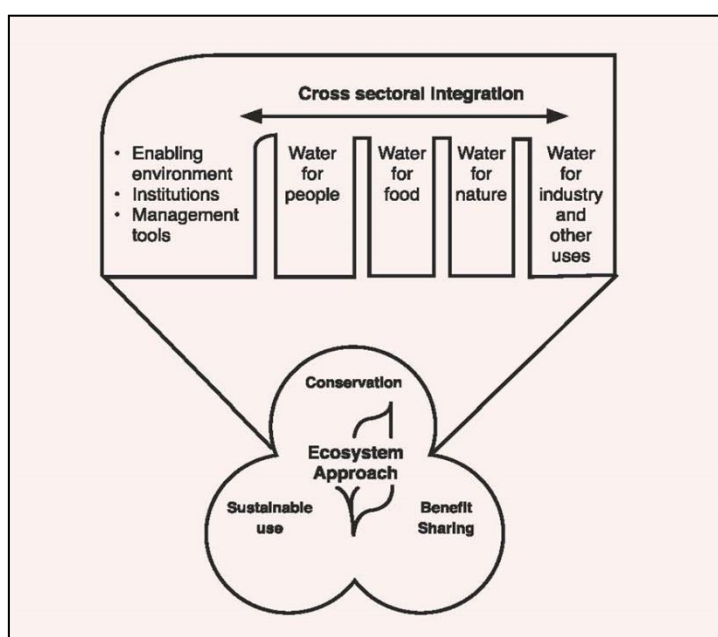 Cross sectoral Integration
• Enabling
environment
• Institutions
• Management
tools
Water
for
people
Water
for
food
Water
for
nature
Water
for
industry
and
other
uses
Conservation
Ecosystem
Approach
Sustainable
use
Benefit
Sharing